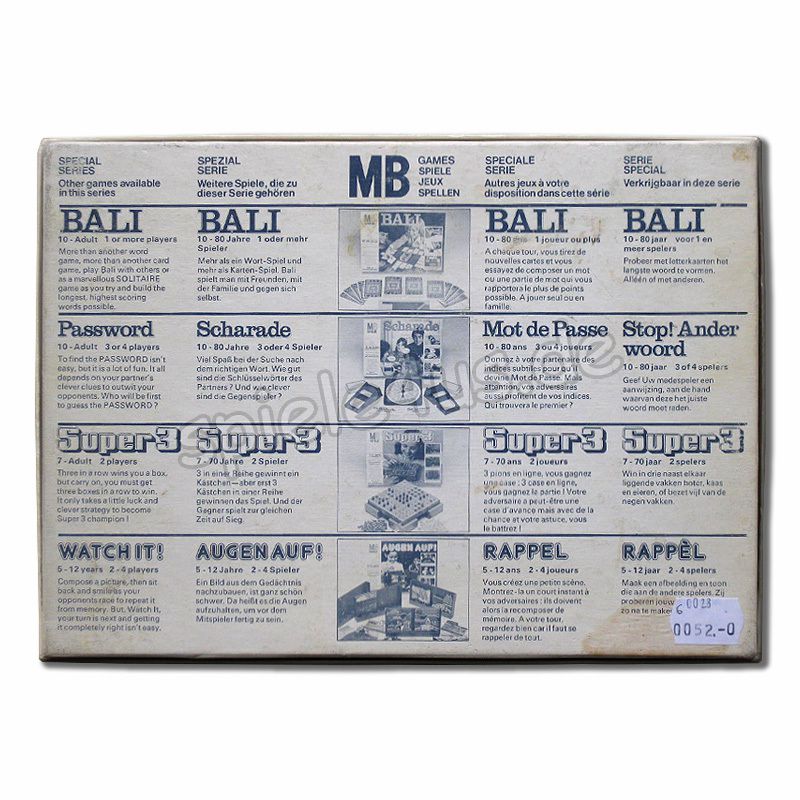 SPECIAL
SERIES
Other games available
in this series
SPEZIAL
SERIE
Weitere Spiele, die zu
dieser Serie gehören
MB
GAMES
SPIELE
JEUX
SPELLEN
SPECIALE
SERIE
Autres jeux à votre
disposition dans cette série
SERIE
SPECIAL
Verkrijgbaar in deze serie
BALI
10 - Adult 1 or more players
More than another word
game, more than another card
game, play Bali with others or
as a marvellous SOLITAIRE
game as you try and build the
longest, highest scoring
words possible.
BALI
10 - 80 Jahre 1 oder mehr
Spieler
Mehr als ein Wort-Spiel und
mehr als Karten-Spiel. Bali
spielt man mit Freunden, mit
der Familie und gegen sich
selbst.
BALI
BALI
10 - 80 ans 1 joueur ou plus
A chaque tour, vous tirez de
nouvelles cartes et vous
essayez de composer un mot
ou une partie de mot qui vous
rapportera le plus de points
possible. A jouer seul ou en
famille.
BALI
10 - 80 jaar voor 1 en
meer spelers
Probeer met letterkaarten het
langste woord te vormen.
Alléén of met anderen.
Password
10 - Adult 3 or 4 players
To find the PASSWORD isn't
easy, but it is a lot of fun. It all
depends on your partner's
clever clues to outwit your
opponents. Who will be first
to guess the PASSWORD?
Scharade
10 - 80 Jahre 3 oder 4 Spieler
Viel Spaß bei der Suche nach
dem richtigen Wort. Wie gut
sind die Schlüsselwörter des
Partners? Und wie clever
sind die Gegenspieler?
Scharade
Mot de Passe
10 - 80 ans 3 ou 4 joueurs
Donnez à votre partenaire des
indices subtiles pour qu'il
devine Mot de Passe. Mais
attention, vos adversaires
aussi profitent de vos indices.
Qui trouvera le premier?
Stop! Ander
woord
10 - 80 jaar 3 of 4 spelers
Geef Uw medespeler een
aanwijzing, aan de hand
waarvan deze het juiste
woord moet raden.
Super 3
7 - Adult 2 players
Three in a row wins you a box,
but carry on, you must get
three boxes in a row to win.
It only takes a little luck and
clever strategy to become
Super 3 champion!
Super 3
7 - 70 Jahre 2 Spieler
3 in einer Reihe gewinnt ein
Kästchen – aber erst 3
Kästchen in einer Reihe
gewinnt das Spiel. Und der
Gegner spielt zur gleichen
Zeit auf Sieg.
Super 3
Super 3
7 - 70 ans 2 joueurs
3 pions en ligne, vous gagnez
une case: 3 case en ligne,
vous gagnez la partie! Votre
adversaire a peut-être une
case d'avance mais avec de la
chance et votre astuce, vous
le battrez!
Super 3
7 - 70 jaar 2 spelers
Win in drie naast elkaar
liggende vakken boter, kaas
en eieren, of bezet vijf van de
negen vakken.
WATCH IT!
5 - 12 years 2 - 4 players
Compose a picture, then sit
back and smile as your
opponents race to repeat it
from memory. But, Watch It,
your turn is next and getting
it completely right isn't easy.
AUGEN AUF!
5 - 12 Jahre 2 - 4 Spieler
Ein Bild aus dem Gedächtnis
nachzubauen, ist ganz schön
schwer. Da heißt es die Augen
aufzuhalten, um vor dem
Mitspieler fertig zu sein.
AUGEN AUF!
RAPPEL
5 - 12 ans 2 - 4 joueurs
Vous créez une petite scène.
Montrez-la un court instant à
vos adversaires: ils doivent
alors la recomposer de
mémoire. A votre tour,
regardez bien car il faut se
rappeler de tout.
RAPPÈL
5 - 12 jaar 2 - 4 spelers
Maak een afbeelding en toon
die aan de andere spelers. Zij
proberen
zo na te
6 0023
0052.-0